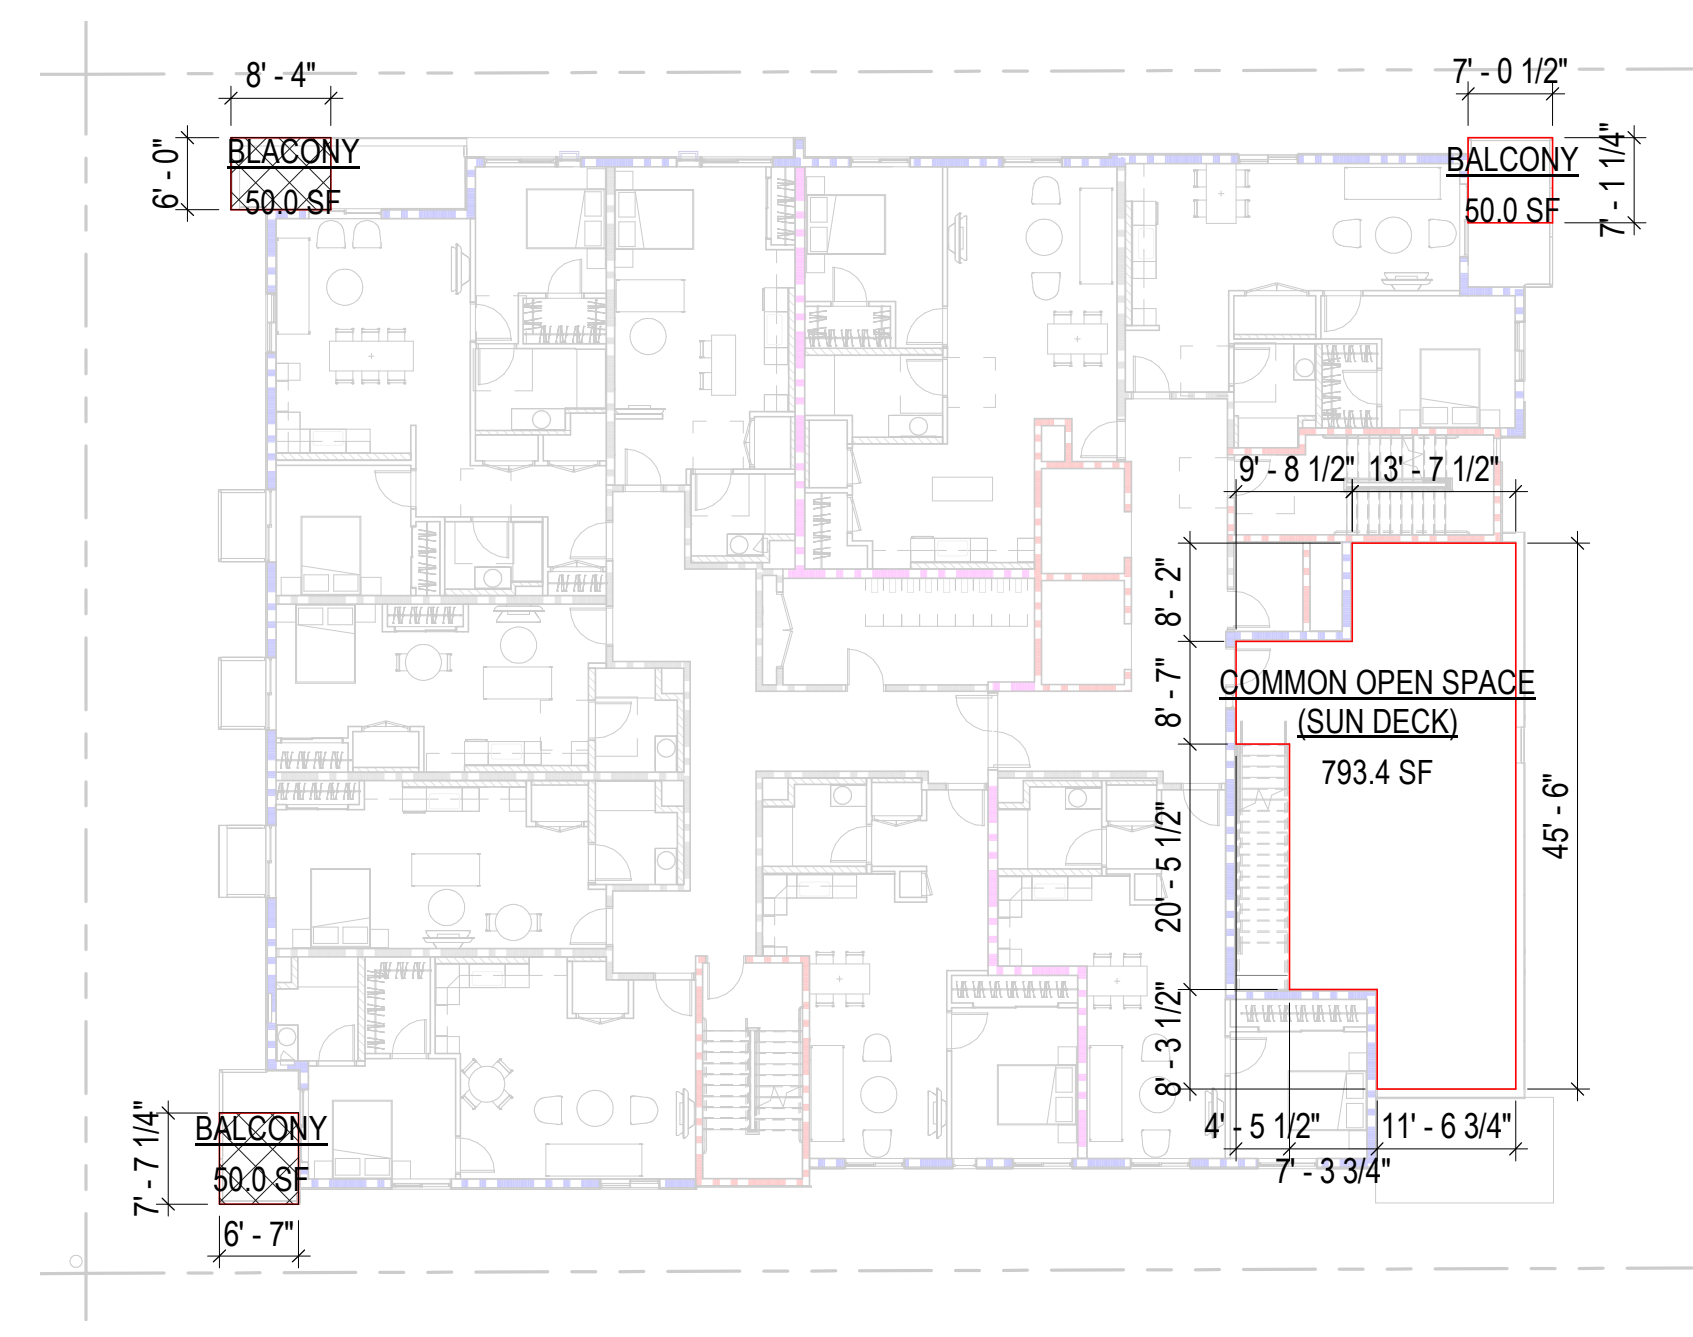 8' - 4"
7' - 0 1/2"
6' - 0"
BLACONY
50.0 SF
BALCONY
50.0 SF
7' - 1 1/4"
9' - 8 1/2"
13' - 7 1/2"
8' - 2"
8' - 7"
COMMON OPEN SPACE
(SUN DECK)
793.4 SF
45' - 6"
20' - 5 1/2"
8' - 3 1/2"
4' - 5 1/2"
11' - 6 3/4"
7' - 3 3/4"
7' - 7 1/4"
BALCONY
50.0 SF
6' - 7"